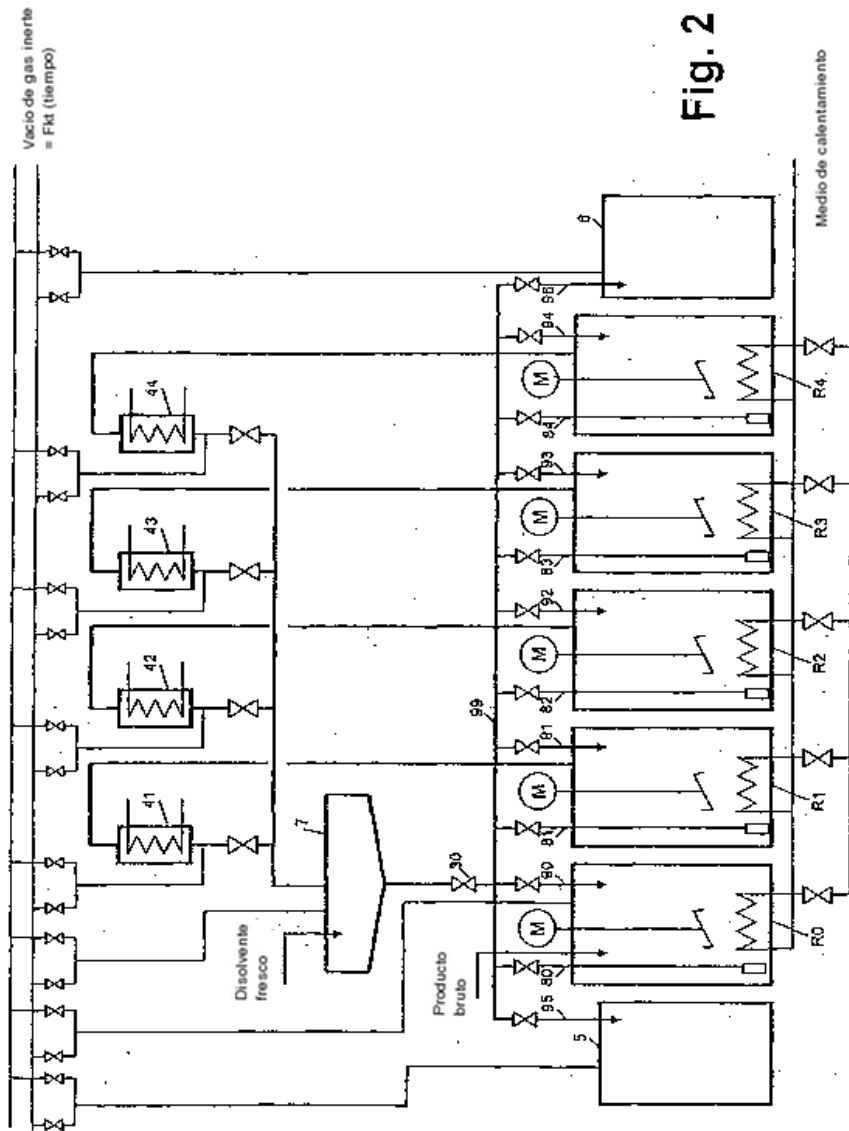 Vacío de gas inerte
= Fkt (tiempo)
44
43
42
41
7
Disolvente
fresco
30
Producto
bruto
99
96
6
94
84
93
83
92
82
91
81
90
80
95
5
M
M
M
M
M
R4
R3
R2
R1
R0
Fig. 2
Medio de calentamiento